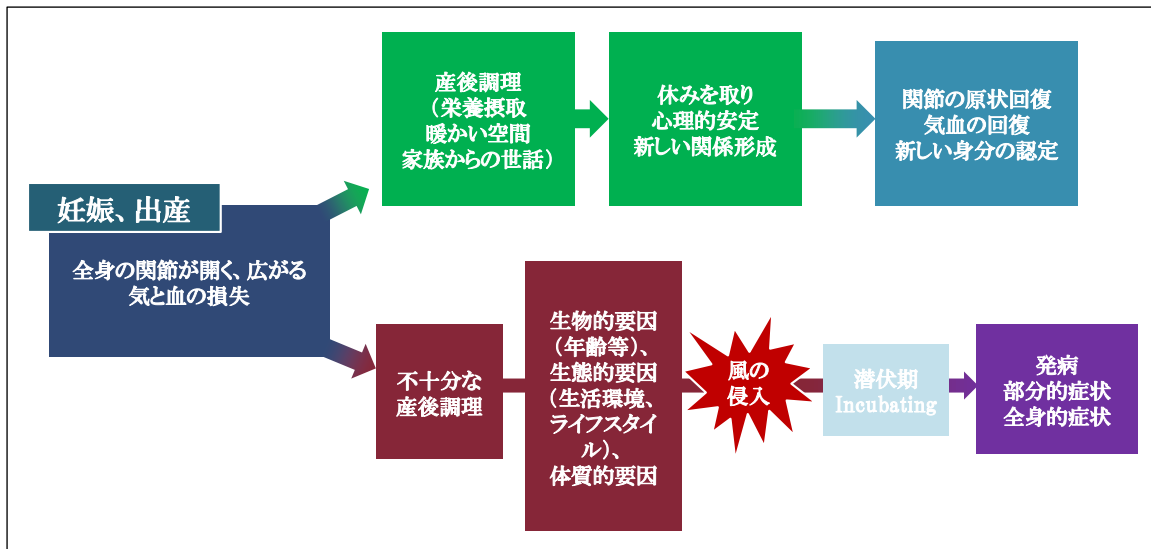 妊娠、出産
全身の関節が開く、広がる
気と血の損失
産後調理
（栄養摂取
暖かい空間
家族からの世話）
休みを取り
心理的安定
新しい関係形成
関節の原状回復
気血の回復
新しい身分の認定
不十分な
産後調理
生物的要因
（年齢等）、
生態的要因
（生活環境、
ライフスタイ
ル）、
体質的要因
風の
侵入
潜伏期
Incubating
発病
部分的症状
全身的症状